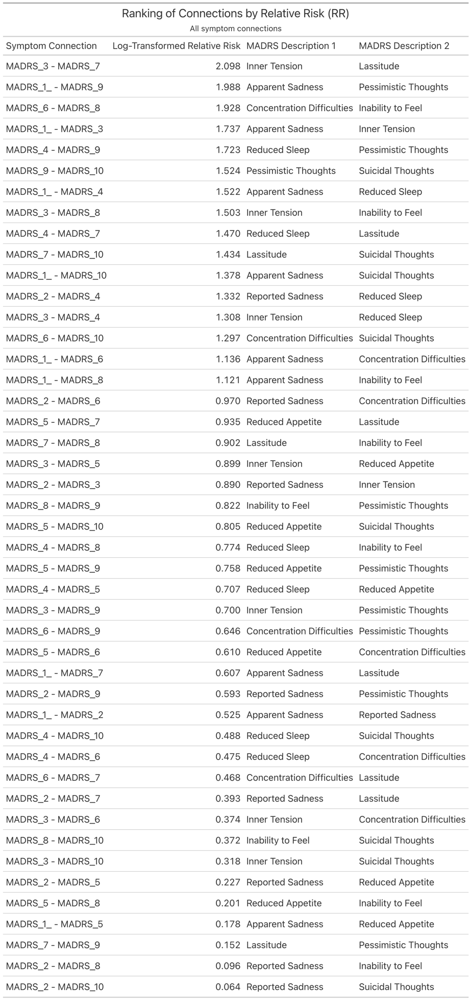 Ranking of Connections by Relative Risk (RR)
All symptom connections
Symptom Connection Log-Transformed Relative Risk MADRS Description 1 MADRS Description 2
MADRS_3 - MADRS_7 2.098 Inner Tension Lassitude
MADRS_1_ - MADRS_9 1.988 Apparent Sadness Pessimistic Thoughts
MADRS_6 - MADRS_8 1.928 Concentration Difficulties Inability to Feel
MADRS_1_ - MADRS_3 1.737 Apparent Sadness Inner Tension
MADRS_4 - MADRS_9 1.723 Reduced Sleep Pessimistic Thoughts
MADRS_9 - MADRS_10 1.524 Pessimistic Thoughts Suicidal Thoughts
MADRS_1_ - MADRS_4 1.522 Apparent Sadness Reduced Sleep
MADRS_3 - MADRS_8 1.503 Inner Tension Inability to Feel
MADRS_4 - MADRS_7 1.470 Reduced Sleep Lassitude
MADRS_7 - MADRS_10 1.434 Lassitude Suicidal Thoughts
MADRS_1_ - MADRS_10 1.378 Apparent Sadness Suicidal Thoughts
MADRS_2 - MADRS_4 1.332 Reported Sadness Reduced Sleep
MADRS_3 - MADRS_4 1.308 Inner Tension Reduced Sleep
MADRS_6 - MADRS_10 1.297 Concentration Difficulties Suicidal Thoughts
MADRS_1_ - MADRS_6 1.136 Apparent Sadness Concentration Difficulties
MADRS_1_ - MADRS_8 1.121 Apparent Sadness Inability to Feel
MADRS_2 - MADRS_6 0.970 Reported Sadness Concentration Difficulties
MADRS_5 - MADRS_7 0.935 Reduced Appetite Lassitude
MADRS_7 - MADRS_8 0.902 Lassitude Inability to Feel
MADRS_3 - MADRS_5 0.899 Inner Tension Reduced Appetite
MADRS_2 - MADRS_3 0.890 Reported Sadness Inner Tension
MADRS_8 - MADRS_9 0.822 Inability to Feel Pessimistic Thoughts
MADRS_5 - MADRS_10 0.805 Reduced Appetite Suicidal Thoughts
MADRS_4 - MADRS_8 0.774 Reduced Sleep Inability to Feel
MADRS_5 - MADRS_9 0.758 Reduced Appetite Pessimistic Thoughts
MADRS_4 - MADRS_5 0.707 Reduced Sleep Reduced Appetite
MADRS_3 - MADRS_9 0.700 Inner Tension Pessimistic Thoughts
MADRS_6 - MADRS_9 0.646 Concentration Difficulties Pessimistic Thoughts
MADRS_5 - MADRS_6 0.610 Reduced Appetite Concentration Difficulties
MADRS_1_ - MADRS_7 0.607 Apparent Sadness Lassitude
MADRS_2 - MADRS_9 0.593 Reported Sadness Pessimistic Thoughts
MADRS_1_ - MADRS_2 0.525 Apparent Sadness Reported Sadness
MADRS_4 - MADRS_10 0.488 Reduced Sleep Suicidal Thoughts
MADRS_4 - MADRS_6 0.475 Reduced Sleep Concentration Difficulties
MADRS_6 - MADRS_7 0.468 Concentration Difficulties Lassitude
MADRS_2 - MADRS_7 0.393 Reported Sadness Lassitude
MADRS_3 - MADRS_6 0.374 Inner Tension Concentration Difficulties
MADRS_8 - MADRS_10 0.372 Inability to Feel Suicidal Thoughts
MADRS_3 - MADRS_10 0.318 Inner Tension Suicidal Thoughts
MADRS_2 - MADRS_5 0.227 Reported Sadness Reduced Appetite
MADRS_5 - MADRS_8 0.201 Reduced Appetite Inability to Feel
MADRS_1_ - MADRS_5 0.178 Apparent Sadness Reduced Appetite
MADRS_7 - MADRS_9 0.152 Lassitude Pessimistic Thoughts
MADRS_2 - MADRS_8 0.096 Reported Sadness Inability to Feel
MADRS_2 - MADRS_10 0.064 Reported Sadness Suicidal Thoughts